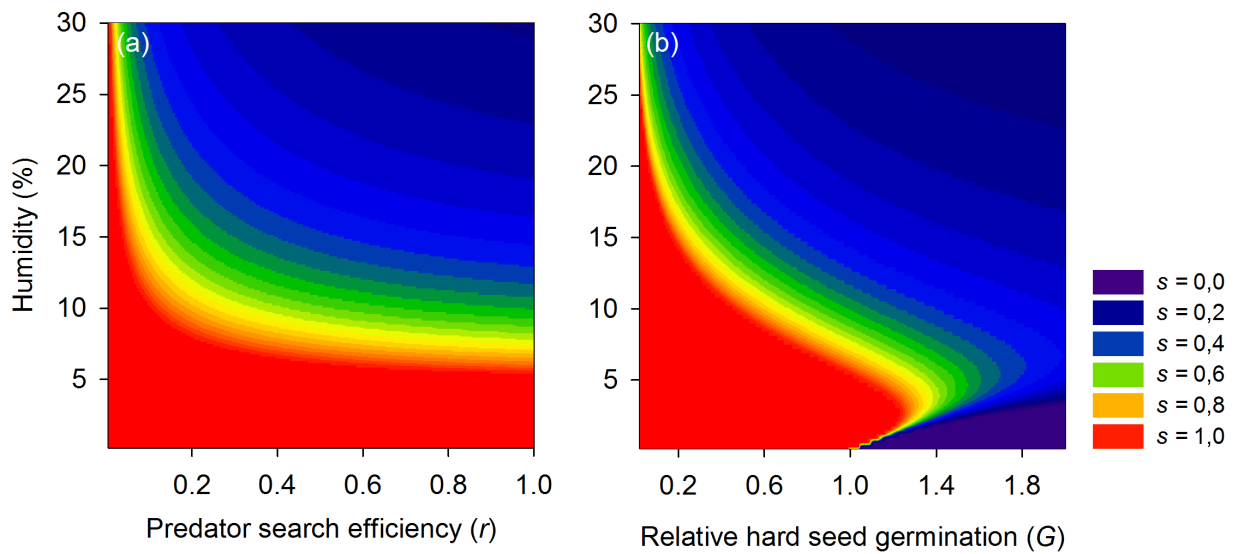 (a)
30
25
20
15
10
5
Humidity (%)
0.2 0.4 0.6 0.8 1.0
Predator search efficiency (r)
(b)
30
25
20
15
10
5
0.2 0.6 1.0 1.4 1.8
Relative hard seed germination (G)
s = 0,0
s = 0,2
s = 0,4
s = 0,6
s = 0,8
s = 1,0